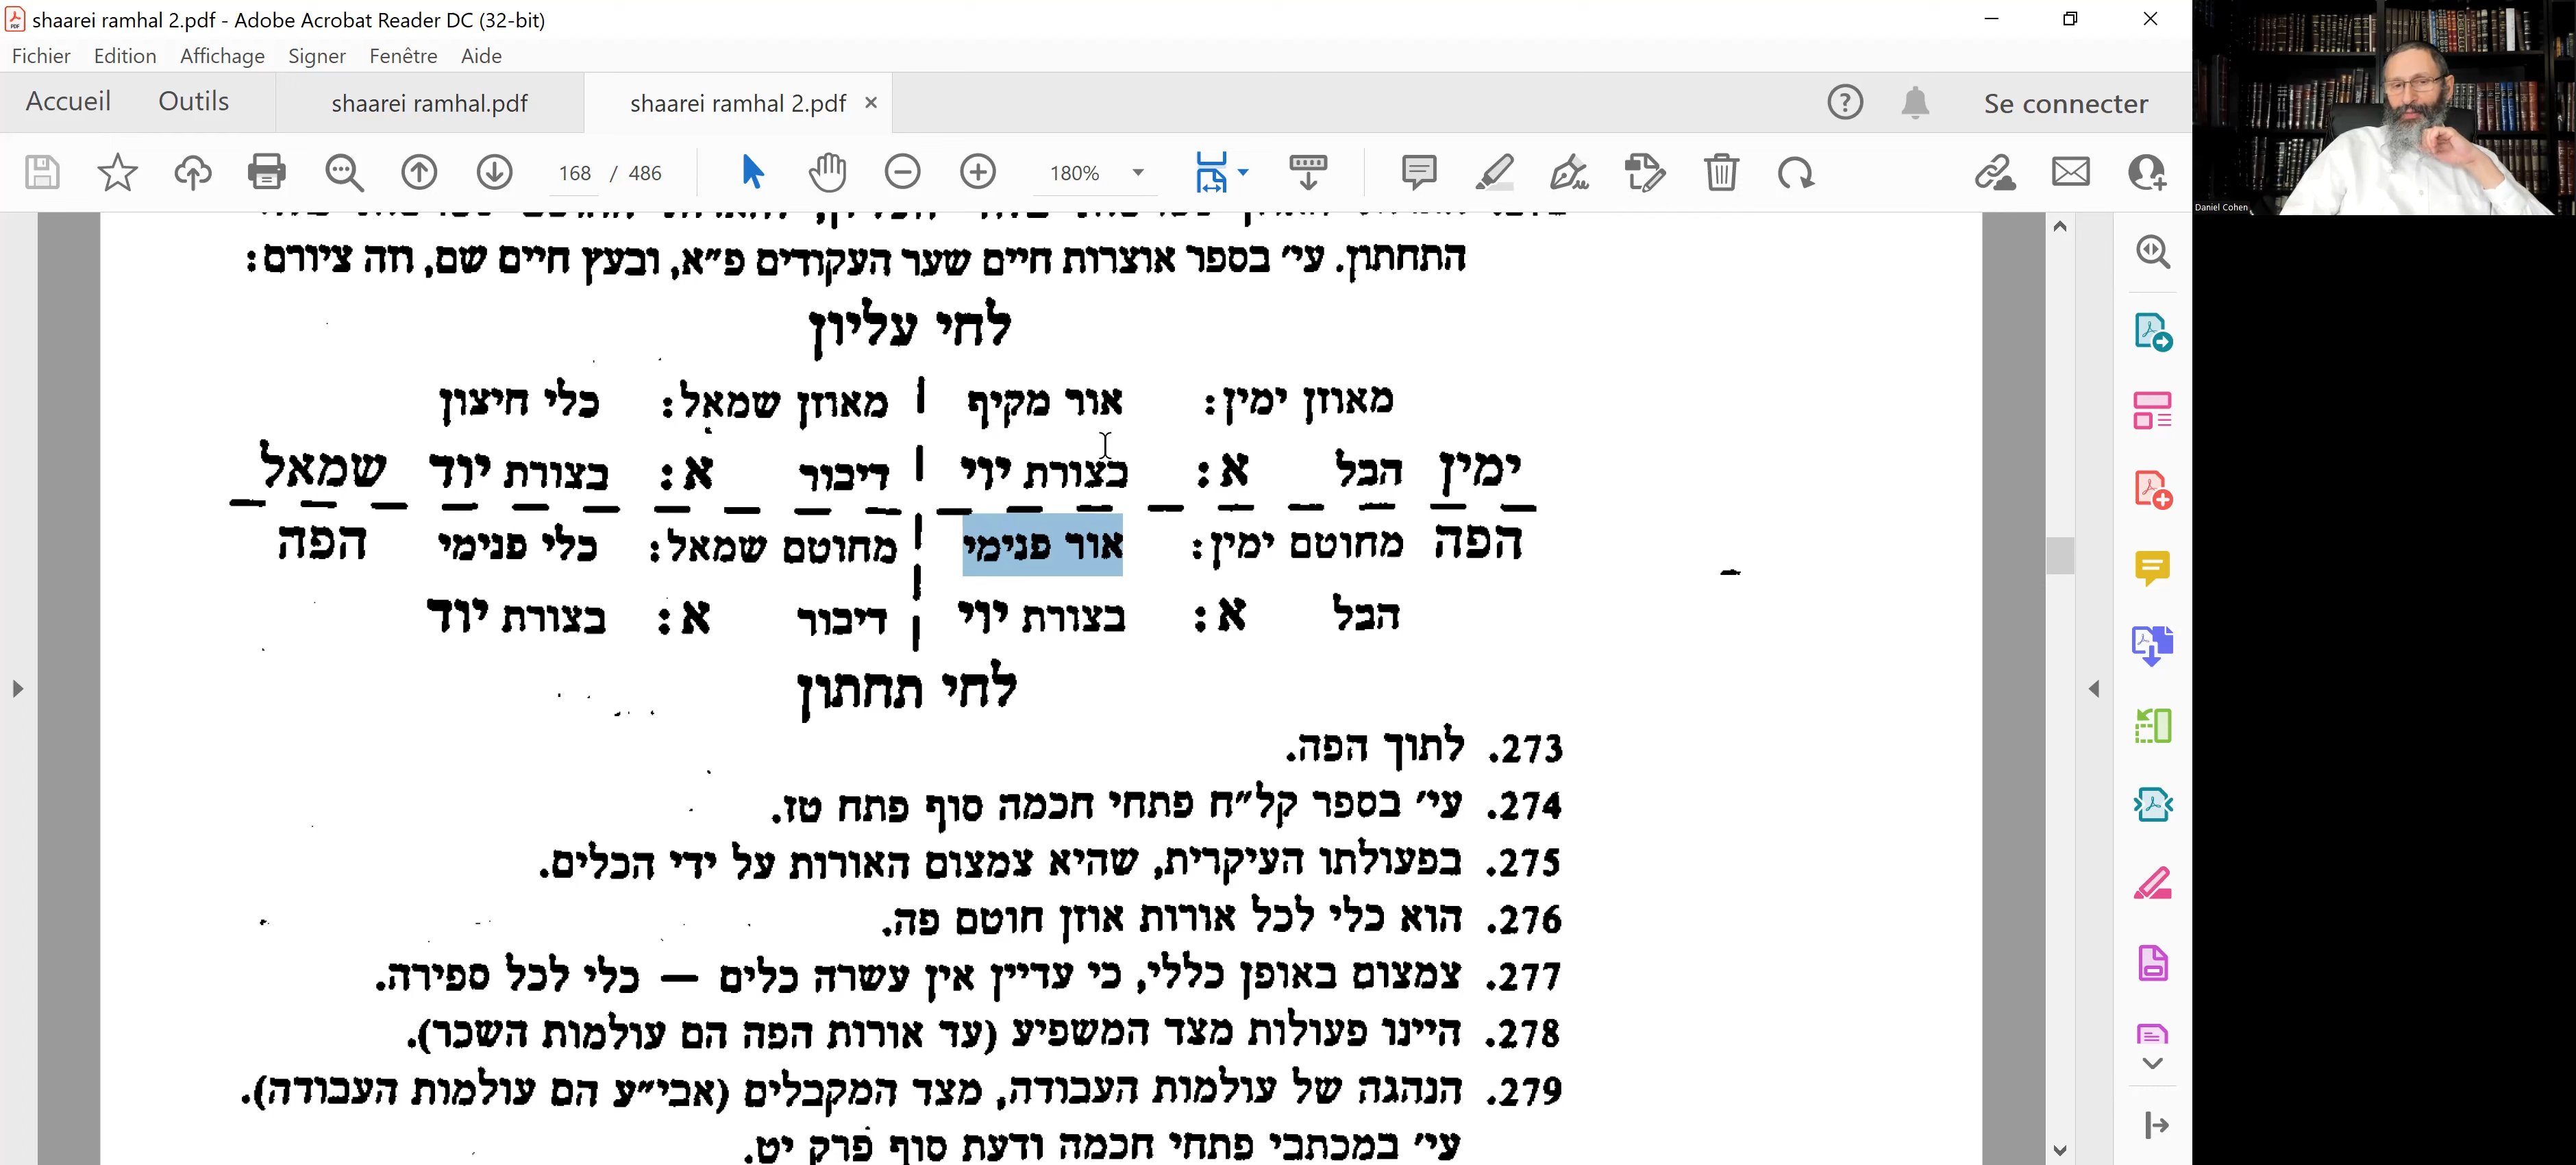 shaarei ramhal 2.pdf - Adobe Acrobat Reader DC (32-bit)
Fichier Edition Affichage Signer Fenêtre Aide
Accueil Outils shaarei ramhal.pdf shaarei ramhal 2.pdf Se connecter
168 / 486 180%
Daniel Cohen
התחתון. עי׳ בספר אוצרות חיים שער העקודים פ״א, ובעץ חיים שם, וזה ציורם:
לחי עליון
מאוזן ימין: אור מקיף מאוזן שמאל: כלי חיצון
ימין הבל א: בצורת יוי דיבור א: בצורת יוד שמאל
הפה מחוטם ימין: אור פנימי מחוטם שמאל: כלי פנימי הפה
הבל א: בצורת יוי דיבור א: בצורת יוד
לחי תחתון
273. לתוך הפה.
274. עי׳ בספר קל״ח פתחי חכמה סוף פתח טז.
275. בפעולתו העיקרית, שהיא צמצום האורות על ידי הכלים.
276. הוא כלי לכל אורות אוזן חוטם פה.
277. צמצום באופן כללי, כי עדיין אין עשרה כלים — כלי לכל ספירה.
278. היינו פעולות מצד המשפיע (עד אורות הפה הם עולמות השכר).
279. הנהגה של עולמות העבודה, מצד המקבלים (אבי״ע הם עולמות העבודה).
עי׳ במכתבי פתחי חכמה ודעת סוף פרק יט.